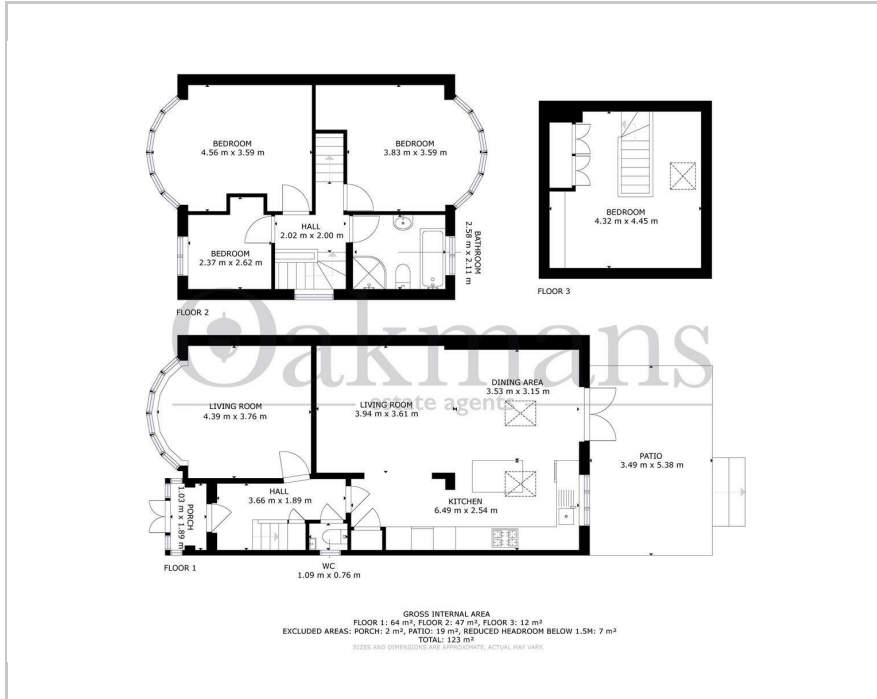 BEDROOM
4.56 m x 3.59 m
BEDROOM
3.83 m x 3.59 m
HALL
2.02 m x 2.00 m
BEDROOM
2.37 m x 2.62 m
BATHROOM
2.58 m x 2.11 m
FLOOR 2
BEDROOM
4.32 m x 4.45 m
FLOOR 3
Oakmans
estate agents
LIVING ROOM
4.39 m x 3.76 m
LIVING ROOM
3.94 m x 3.61 m
DINING AREA
3.53 m x 3.15 m
PATIO
3.49 m x 5.38 m
HALL
3.66 m x 1.89 m
KITCHEN
6.49 m x 2.54 m
PORCH
1.03 m x 1.89 m
FLOOR 1
WC
1.09 m x 0.76 m
GROSS INTERNAL AREA
FLOOR 1: 64 m², FLOOR 2: 47 m², FLOOR 3: 12 m²
EXCLUDED AREAS: PORCH: 2 m², PATIO: 19 m², REDUCED HEADROOM BELOW 1.5M: 7 m²
TOTAL: 123 m²
SIZES AND DIMENSIONS ARE APPROXIMATE, ACTUAL MAY VARY.